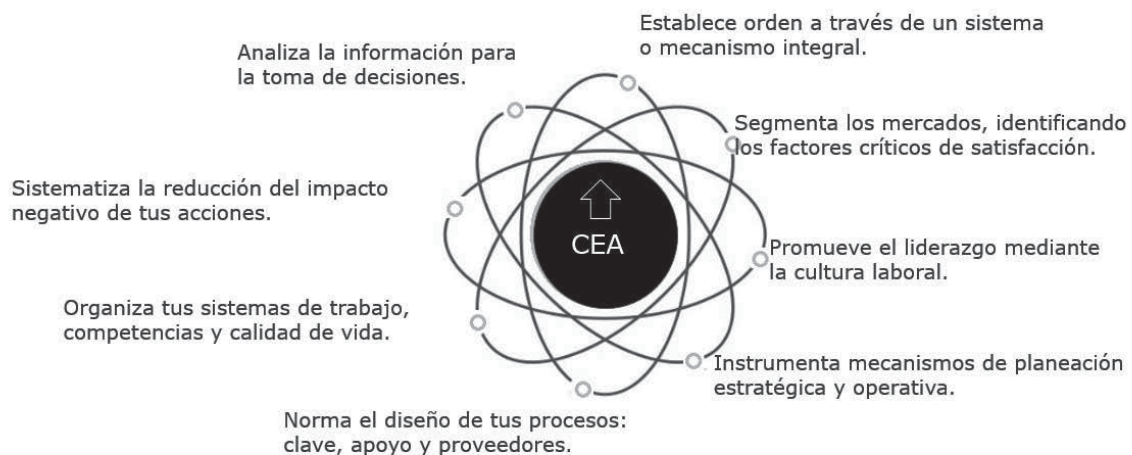 Establece orden a través de un sistema
o mecanismo integral.
Analiza la información para
la toma de decisiones.
Segmenta los mercados, identificando
los factores críticos de satisfacción.
Sistematiza la reducción del impacto
negativo de tus acciones.
CEA
Promueve el liderazgo mediante
la cultura laboral.
Organiza tus sistemas de trabajo,
competencias y calidad de vida.
Instrumenta mecanismos de planeación
estratégica y operativa.
Norma el diseño de tus procesos:
clave, apoyo y proveedores.